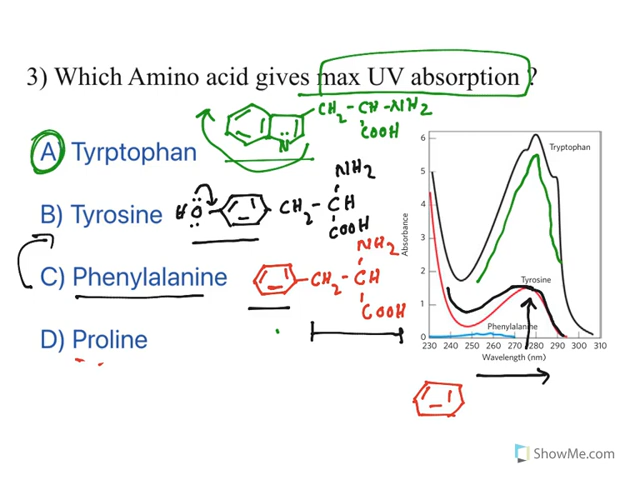 3) Which Amino acid gives max UV absorption ?
CH2-CH-NH2
COOH
N
A) Tyrptophan
NH2
B) Tyrosine
HO
CH2-CH
COOH
C) Phenylalanine
NH2
CH2-CH
COOH
D) Proline
Absorbance
6
5
4
3
2
1
0
Tryptophan
Tyrosine
Phenylalanine
230 240 250 260 270 280 290 300 310
Wavelength (nm)
ShowMe.com